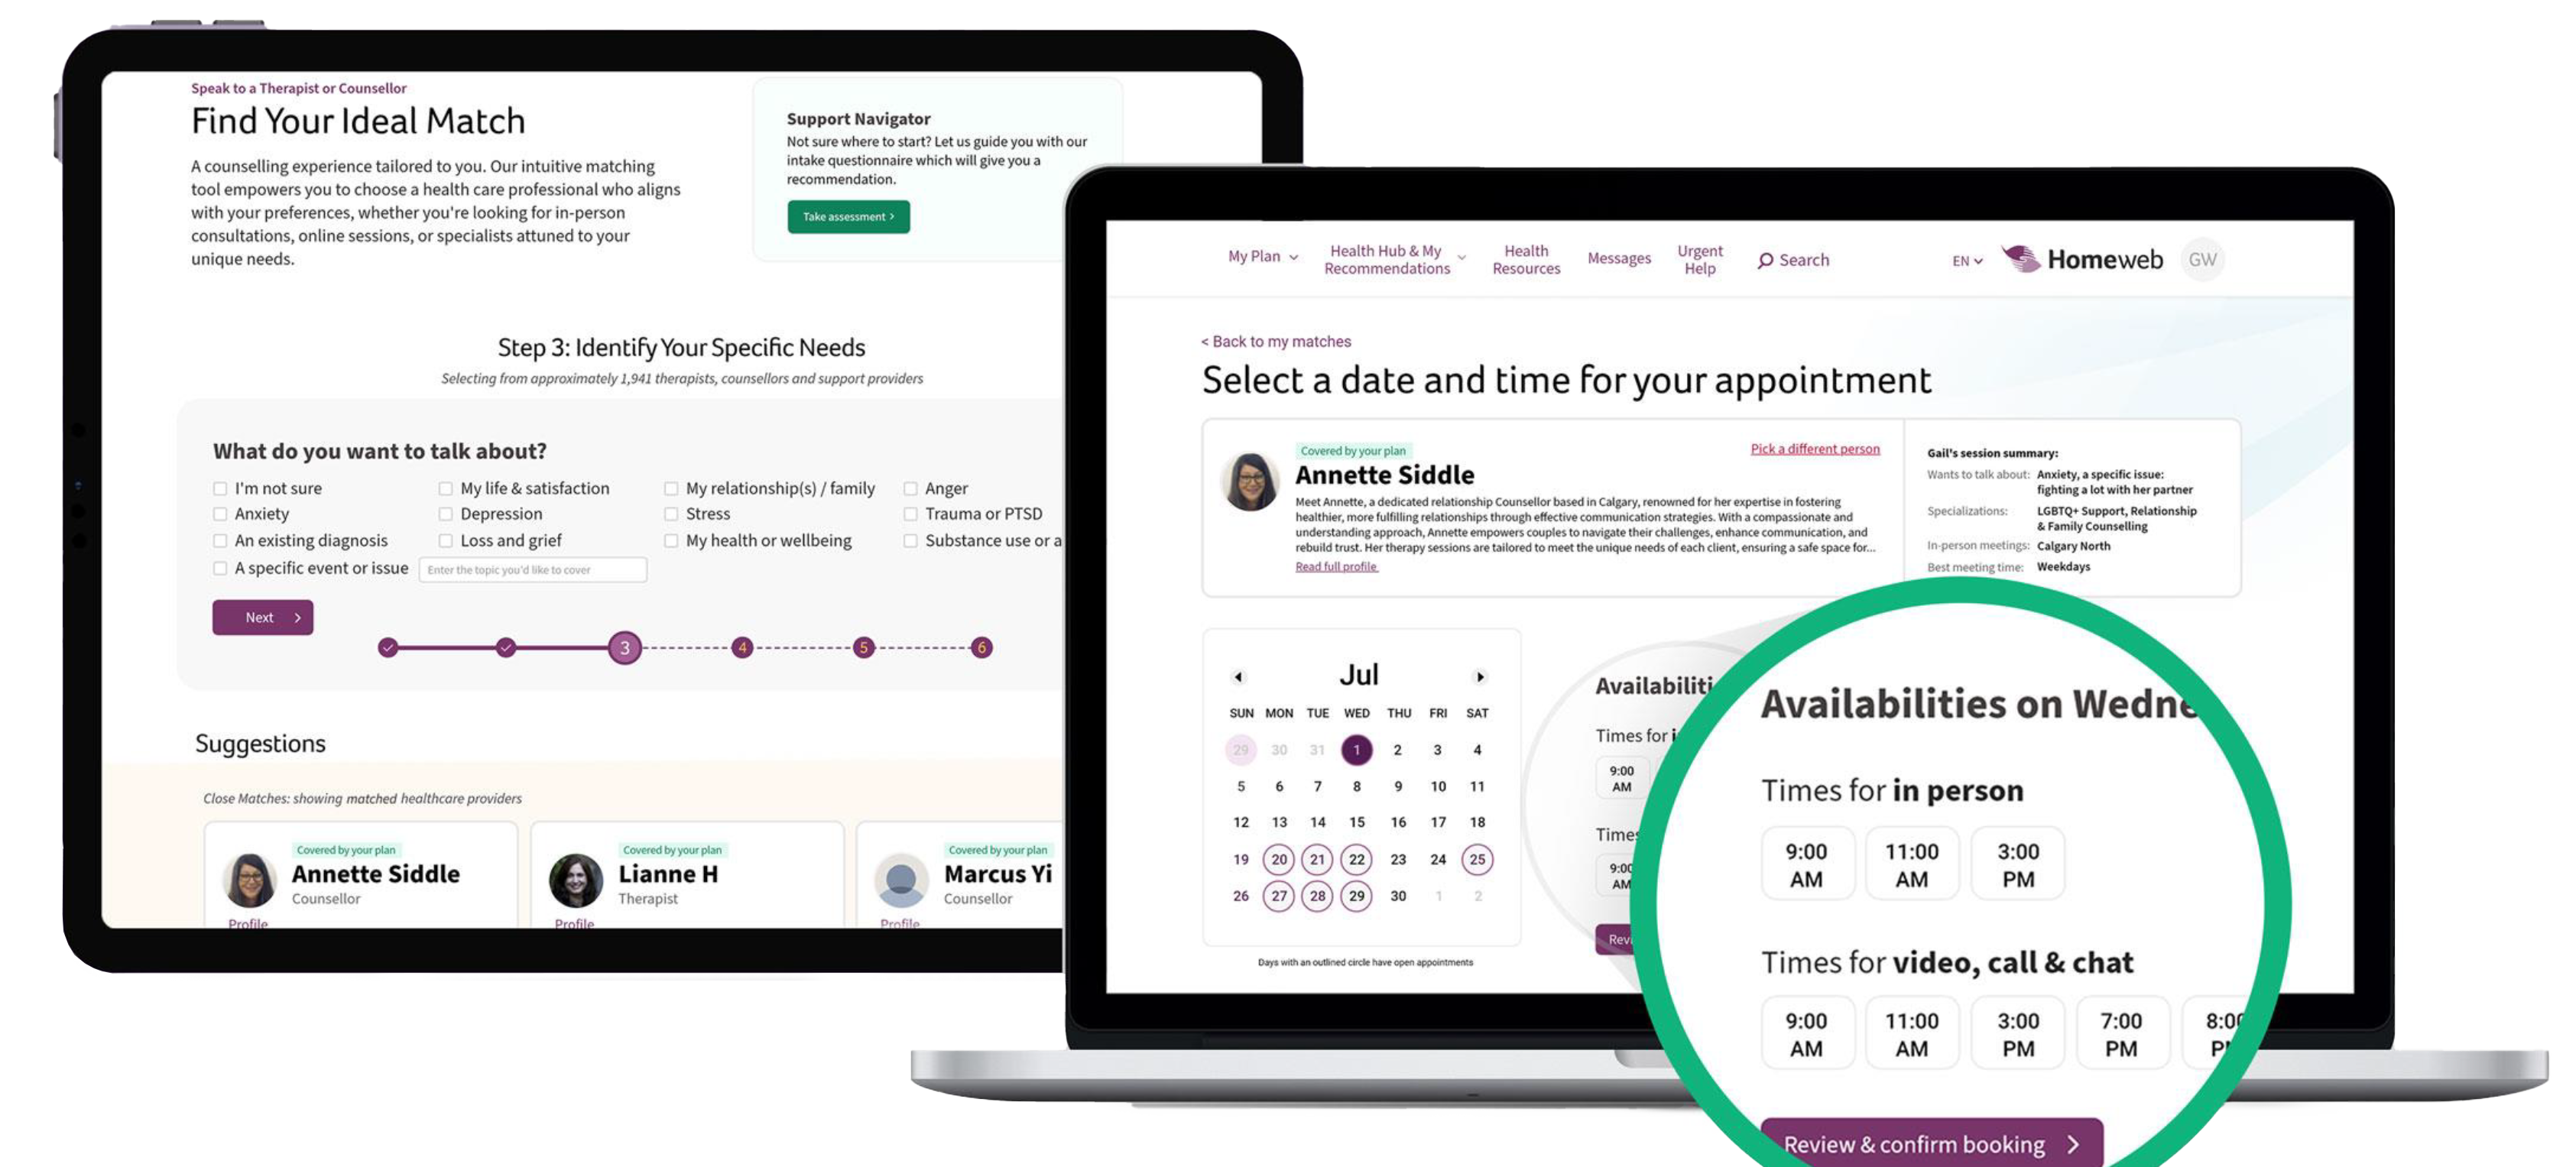 Speak to a Therapist or Counsellor
Find Your Ideal Match
A counselling experience tailored to you. Our intuitive matching
tool empowers you to choose a health care professional who aligns
with your preferences, whether you're looking for in-person
consultations, online sessions, or specialists attuned to your
unique needs.
Support Navigator
Not sure where to start? Let us guide you with our
intake questionnaire which will give you a
recommendation.
Take assessment >
Step 3: Identify Your Specific Needs
Selecting from approximately 1,941 therapists, counsellors and support providers
What do you want to talk about?
I'm not sure My life & satisfaction My relationship(s) / family Anger
Anxiety Depression Stress Trauma or PTSD
An existing diagnosis Loss and grief My health or wellbeing Substance use or a
A specific event or issue Enter the topic you'd like to cover
Next >
3 4 5 6
Suggestions
Close Matches: showing matched healthcare providers
Covered by your plan
Annette Siddle
Counsellor
Profile
Covered by your plan
Lianne H
Therapist
Profile
Covered by your plan
Marcus Yi
Counsellor
Profile
My Plan
Health Hub & My
Recommendations
Health
Resources
Messages
Urgent
Help
Search
EN
Homeweb
GW
< Back to my matches
Select a date and time for your appointment
Covered by your plan
Pick a different person
Annette Siddle
Meet Annette, a dedicated relationship Counsellor based in Calgary, renowned for her expertise in fostering
healthier, more fulfilling relationships through effective communication strategies. With a compassionate and
understanding approach, Annette empowers couples to navigate their challenges, enhance communication, and
rebuild trust. Her therapy sessions are tailored to meet the unique needs of each client, ensuring a safe space for...
Read full profile
Gail's session summary:
Wants to talk about: Anxiety, a specific issue:
fighting a lot with her partner
Specializations: LGBTQ+ Support, Relationship
& Family Counselling
In-person meetings: Calgary North
Best meeting time: Weekdays
Jul
SUN MON TUE WED THU FRI SAT
29 30 31 1 2 3 4
5 6 7 8 9 10 11
12 13 14 15 16 17 18
19 20 21 22 23 24 25
26 27 28 29 30 1 2
Days with an outlined circle have open appointments
Availabiliti
Times for i
9:00
AM
Times
9:00
AM
Revi
Availabilities on Wedne
Times for in person
9:00 AM
11:00 AM
3:00 PM
Times for video, call & chat
9:00 AM
11:00 AM
3:00 PM
7:00 PM
8:00 P
Review & confirm booking >